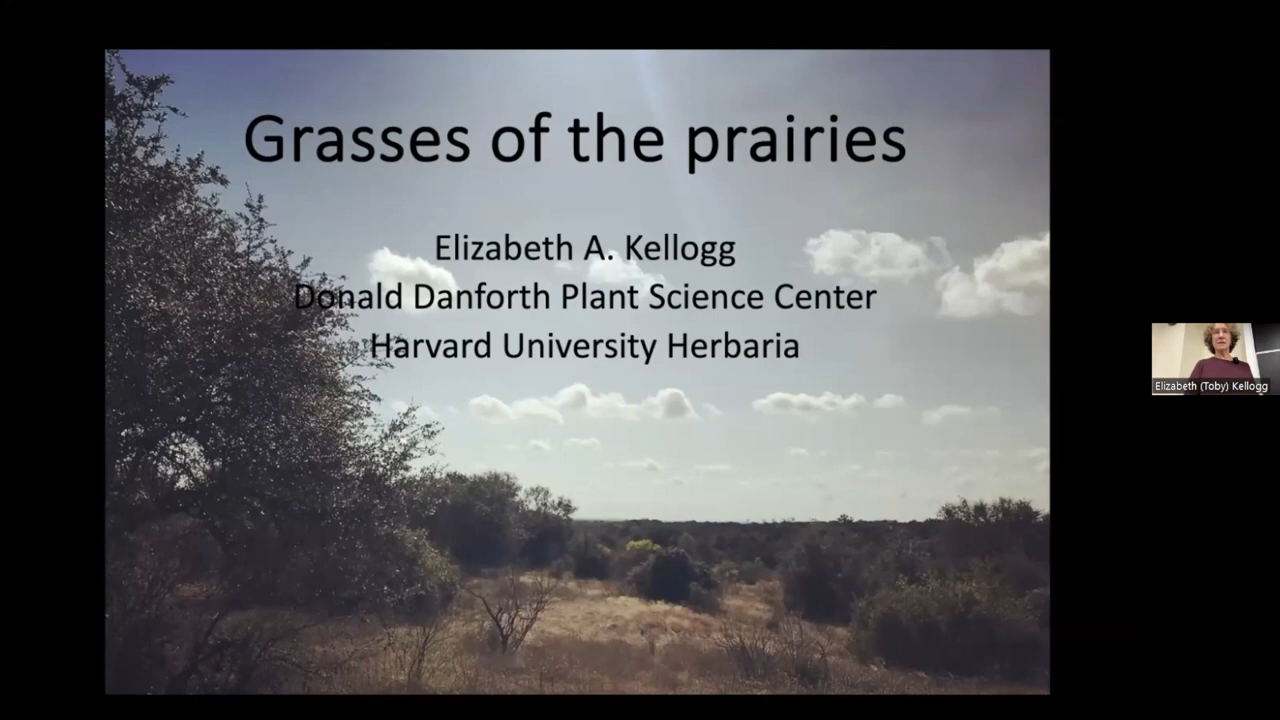 Grasses of the prairies
Elizabeth A. Kellogg
Donald Danforth Plant Science Center
Harvard University Herbaria
Elizabeth (Toby) Kellogg